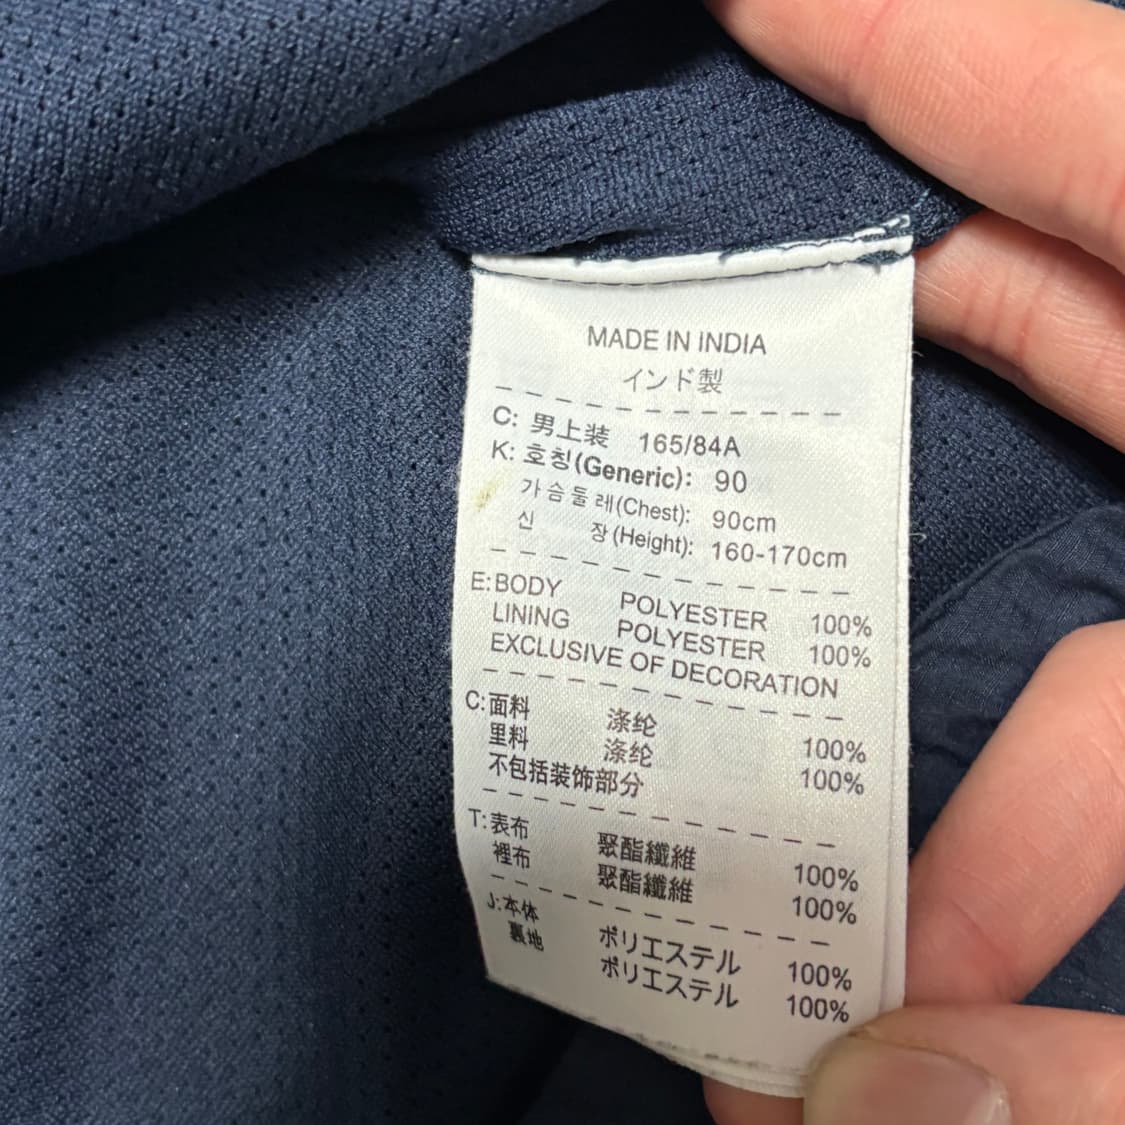 MADE IN INDIA
インド製
C: 男上装 165/84A
K: 호칭(Generic): 90
가슴둘레(Chest): 90cm
신 장(Height): 160-170cm
E:BODY POLYESTER 100%
LINING POLYESTER 100%
EXCLUSIVE OF DECORATION
C:面料 涤纶 100%
里料 涤纶 100%
不包括装饰部分
T:表布 聚酯纖維 100%
裡布 聚酯纖維 100%
J:本体 ポリエステル 100%
裏地 ポリエステル 100%